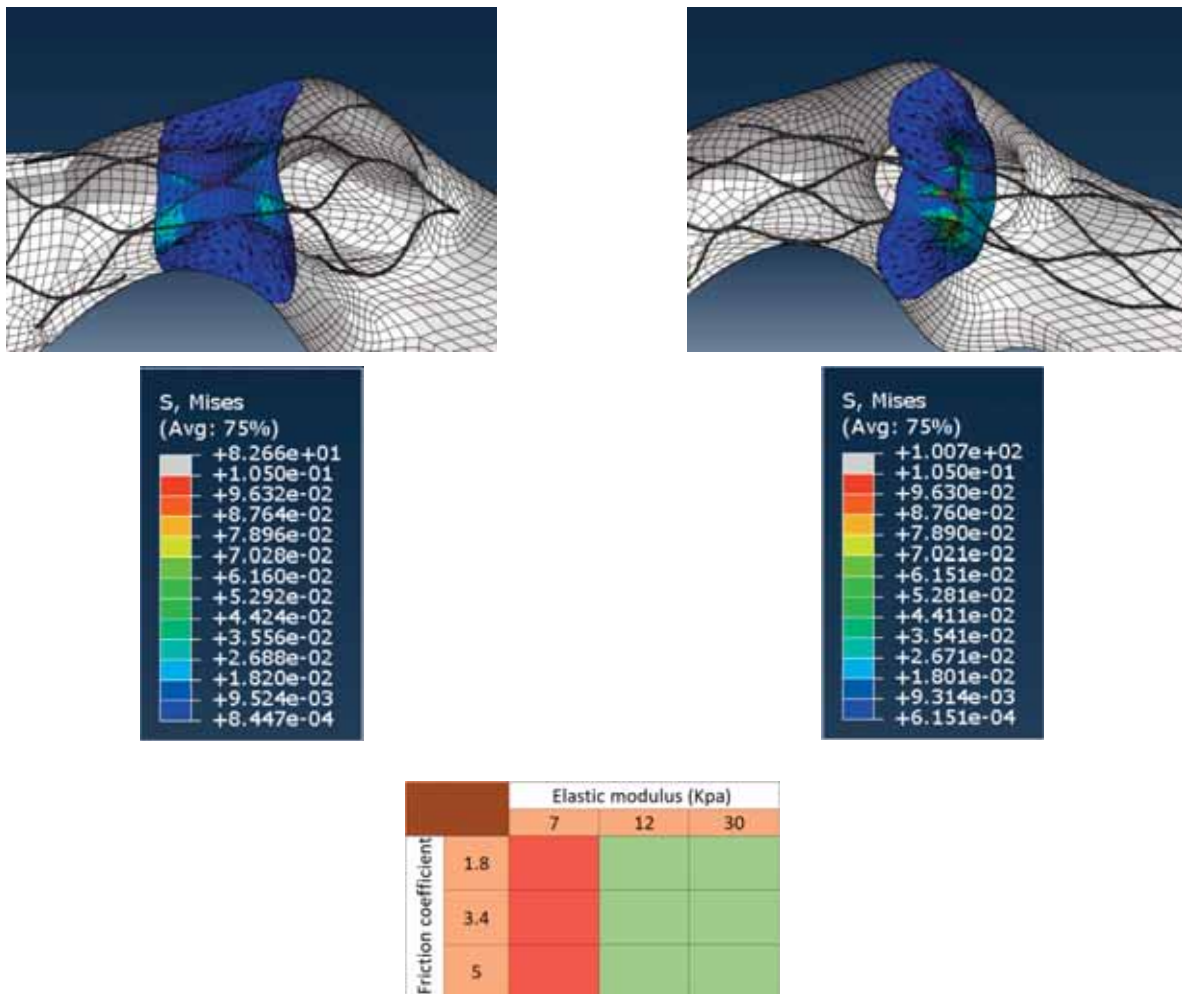 S, Mises
(Avg: 75%)
+8.266e+01
+1.050e-01
+9.632e-02
+8.764e-02
+7.896e-02
+7.028e-02
+6.160e-02
+5.292e-02
+4.424e-02
+3.556e-02
+2.688e-02
+1.820e-02
+9.524e-03
+8.447e-04
S, Mises
(Avg: 75%)
+1.007e+02
+1.050e-01
+9.630e-02
+8.760e-02
+7.890e-02
+7.021e-02
+6.151e-02
+5.281e-02
+4.411e-02
+3.541e-02
+2.671e-02
+1.801e-02
+9.314e-03
+6.151e-04
Elastic modulus (Kpa)
7 12 30
Friction coefficient
1.8
3.4
5